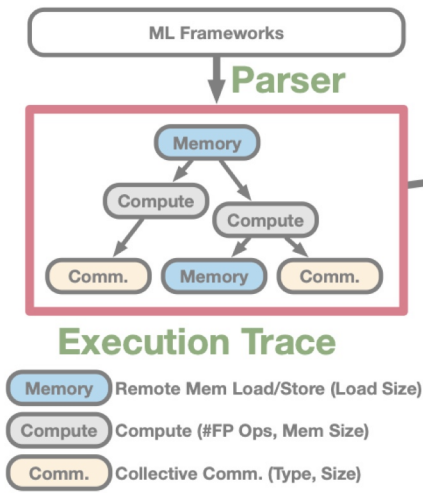 ML Frameworks
Parser
Memory
Compute
Compute
Comm.
Memory
Comm.
Execution Trace
Memory Remote Mem Load/Store (Load Size)
Compute Compute (#FP Ops, Mem Size)
Comm. Collective Comm. (Type, Size)